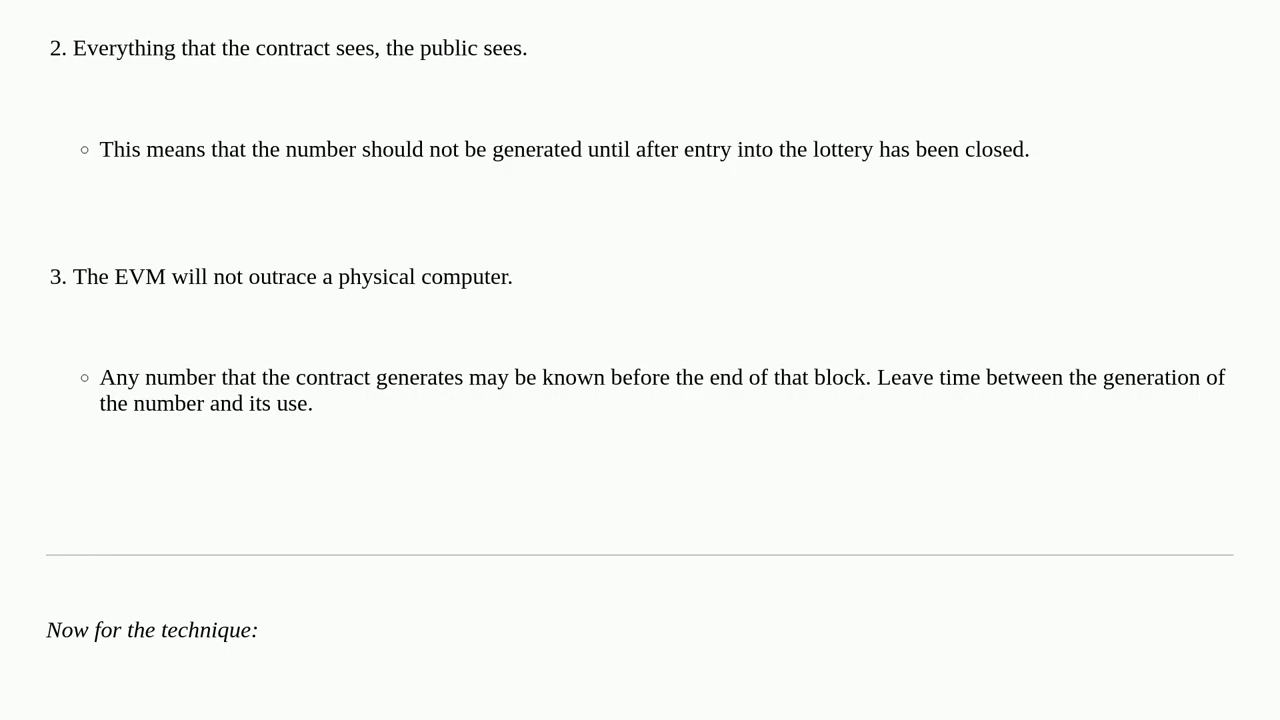 2. Everything that the contract sees, the public sees.
○ This means that the number should not be generated until after entry into the lottery has been closed.
3. The EVM will not outrace a physical computer.
○ Any number that the contract generates may be known before the end of that block. Leave time between the generation of
the number and its use.
Now for the technique: